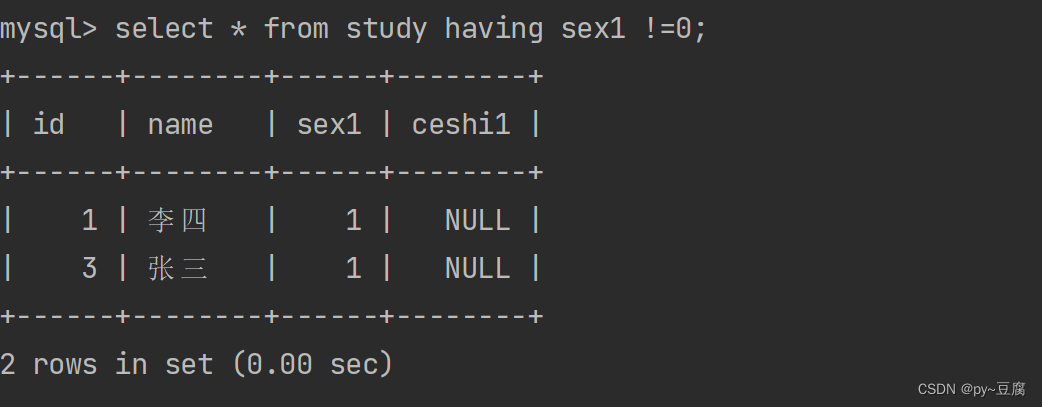 mysql> select * from study having sex1 !=0;
+------+--------+------+--------+
| id   | name   | sex1 | ceshi1 |
+------+--------+------+--------+
|    1 | 李四   |    1 |   NULL |
|    3 | 张三   |    1 |   NULL |
+------+--------+------+--------+
2 rows in set (0.00 sec)
CSDN @py~豆腐